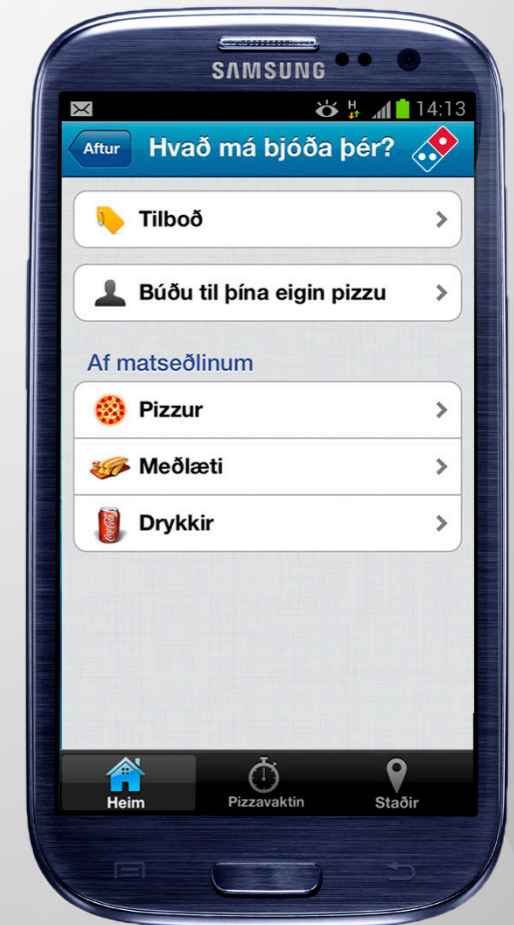 SAMSUNG
H 14:13
Aftur Hvað má bjóða þér?
Tilboð
Búðu til þína eigin pizzu
Af matseðlinum
Pizzur
Meðlæti
Drykkir
Heim Pizzavaktin Staðir